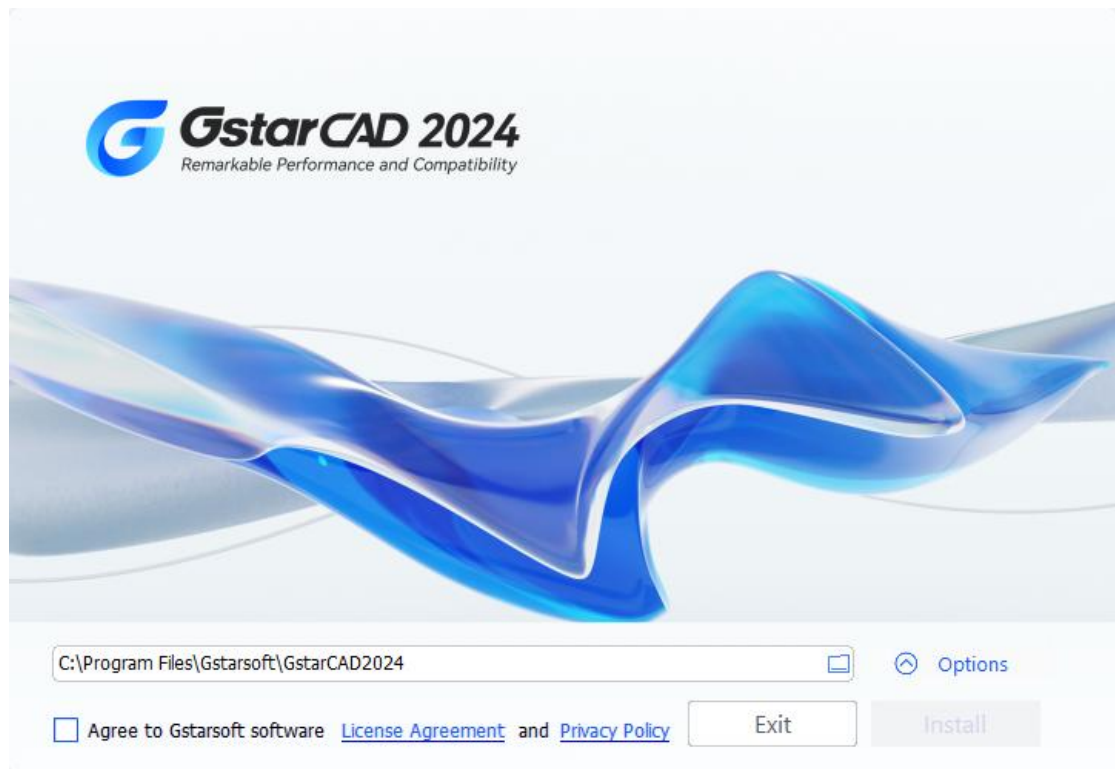 GstarCAD 2024
Remarkable Performance and Compatibility
C:\Program Files\Gstarsoft\GstarCAD2024
Options
Agree to Gstarsoft software License Agreement and Privacy Policy
Exit
Install